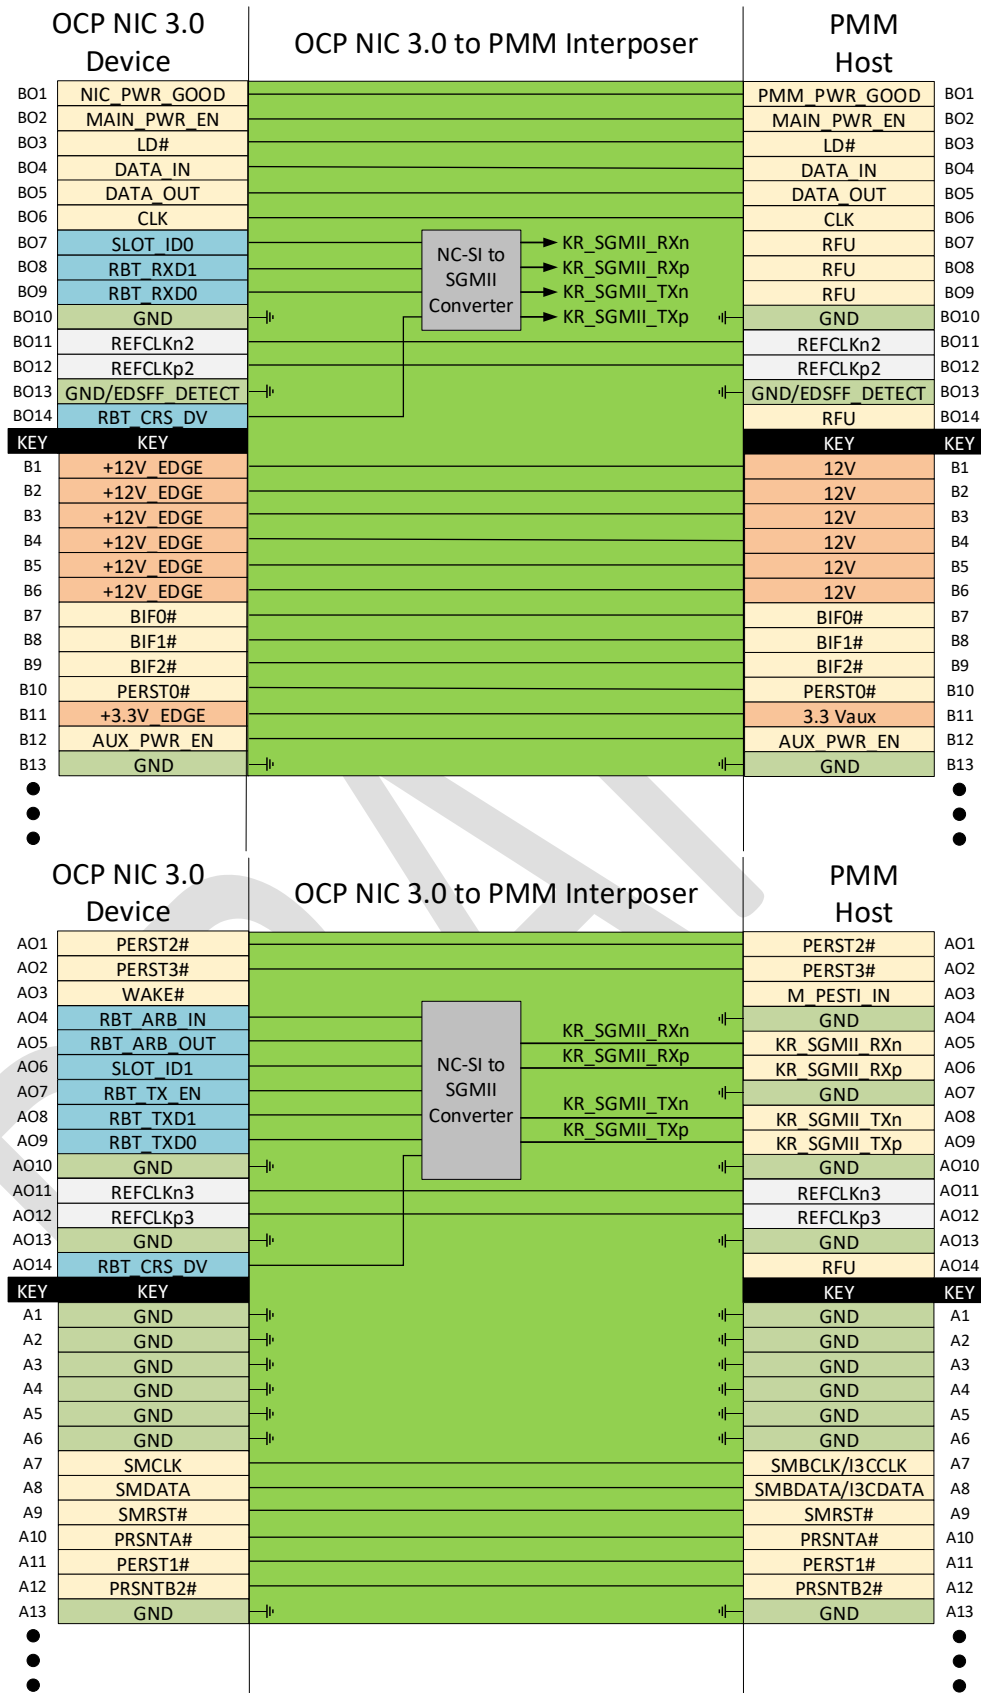 OCP NIC 3.0 Device OCP NIC 3.0 to PMM Interposer PMM Host
BO1 NIC_PWR_GOOD PMM_PWR_GOOD BO1
BO2 MAIN_PWR_EN MAIN_PWR_EN BO2
BO3 LD# LD# BO3
BO4 DATA_IN DATA_IN BO4
BO5 DATA_OUT DATA_OUT BO5
BO6 CLK CLK BO6
BO7 SLOT_ID0 KR_SGMII_RXn RFU BO7
NC-SI to SGMII Converter
BO8 RBT_RXD1 KR_SGMII_RXp RFU BO8
BO9 RBT_RXD0 KR_SGMII_TXn RFU BO9
BO10 GND KR_SGMII_TXp GND BO10
BO11 REFCLKn2 REFCLKn2 BO11
BO12 REFCLKp2 REFCLKp2 BO12
BO13 GND/EDSFF_DETECT GND/EDSFF_DETECT BO13
BO14 RBT_CRS_DV RFU BO14
KEY KEY KEY KEY
B1 +12V_EDGE 12V B1
B2 +12V_EDGE 12V B2
B3 +12V_EDGE 12V B3
B4 +12V_EDGE 12V B4
B5 +12V_EDGE 12V B5
B6 +12V_EDGE 12V B6
B7 BIF0# BIF0# B7
B8 BIF1# BIF1# B8
B9 BIF2# BIF2# B9
B10 PERST0# PERST0# B10
B11 +3.3V_EDGE 3.3 Vaux B11
B12 AUX_PWR_EN AUX_PWR_EN B12
B13 GND GND B13
OCP NIC 3.0 Device OCP NIC 3.0 to PMM Interposer PMM Host
AO1 PERST2# PERST2# AO1
AO2 PERST3# PERST3# AO2
AO3 WAKE# M_PESTI_IN AO3
AO4 RBT_ARB_IN GND AO4
AO5 RBT_ARB_OUT KR_SGMII_RXn KR_SGMII_RXn AO5
AO6 SLOT_ID1 KR_SGMII_RXp KR_SGMII_RXp AO6
NC-SI to SGMII Converter
AO7 RBT_TX_EN GND AO7
AO8 RBT_TXD1 KR_SGMII_TXn KR_SGMII_TXn AO8
AO9 RBT_TXD0 KR_SGMII_TXp KR_SGMII_TXp AO9
AO10 GND GND AO10
AO11 REFCLKn3 REFCLKn3 AO11
AO12 REFCLKp3 REFCLKp3 AO12
AO13 GND GND AO13
AO14 RBT_CRS_DV RFU AO14
KEY KEY KEY KEY
A1 GND GND A1
A2 GND GND A2
A3 GND GND A3
A4 GND GND A4
A5 GND GND A5
A6 GND GND A6
A7 SMCLK SMBCLK/I3CCLK A7
A8 SMDATA SMBDATA/I3CDATA A8
A9 SMRST# SMRST# A9
A10 PRSNTA# PRSNTA# A10
A11 PERST1# PERST1# A11
A12 PRSNTB2# PRSNTB2# A12
A13 GND GND A13